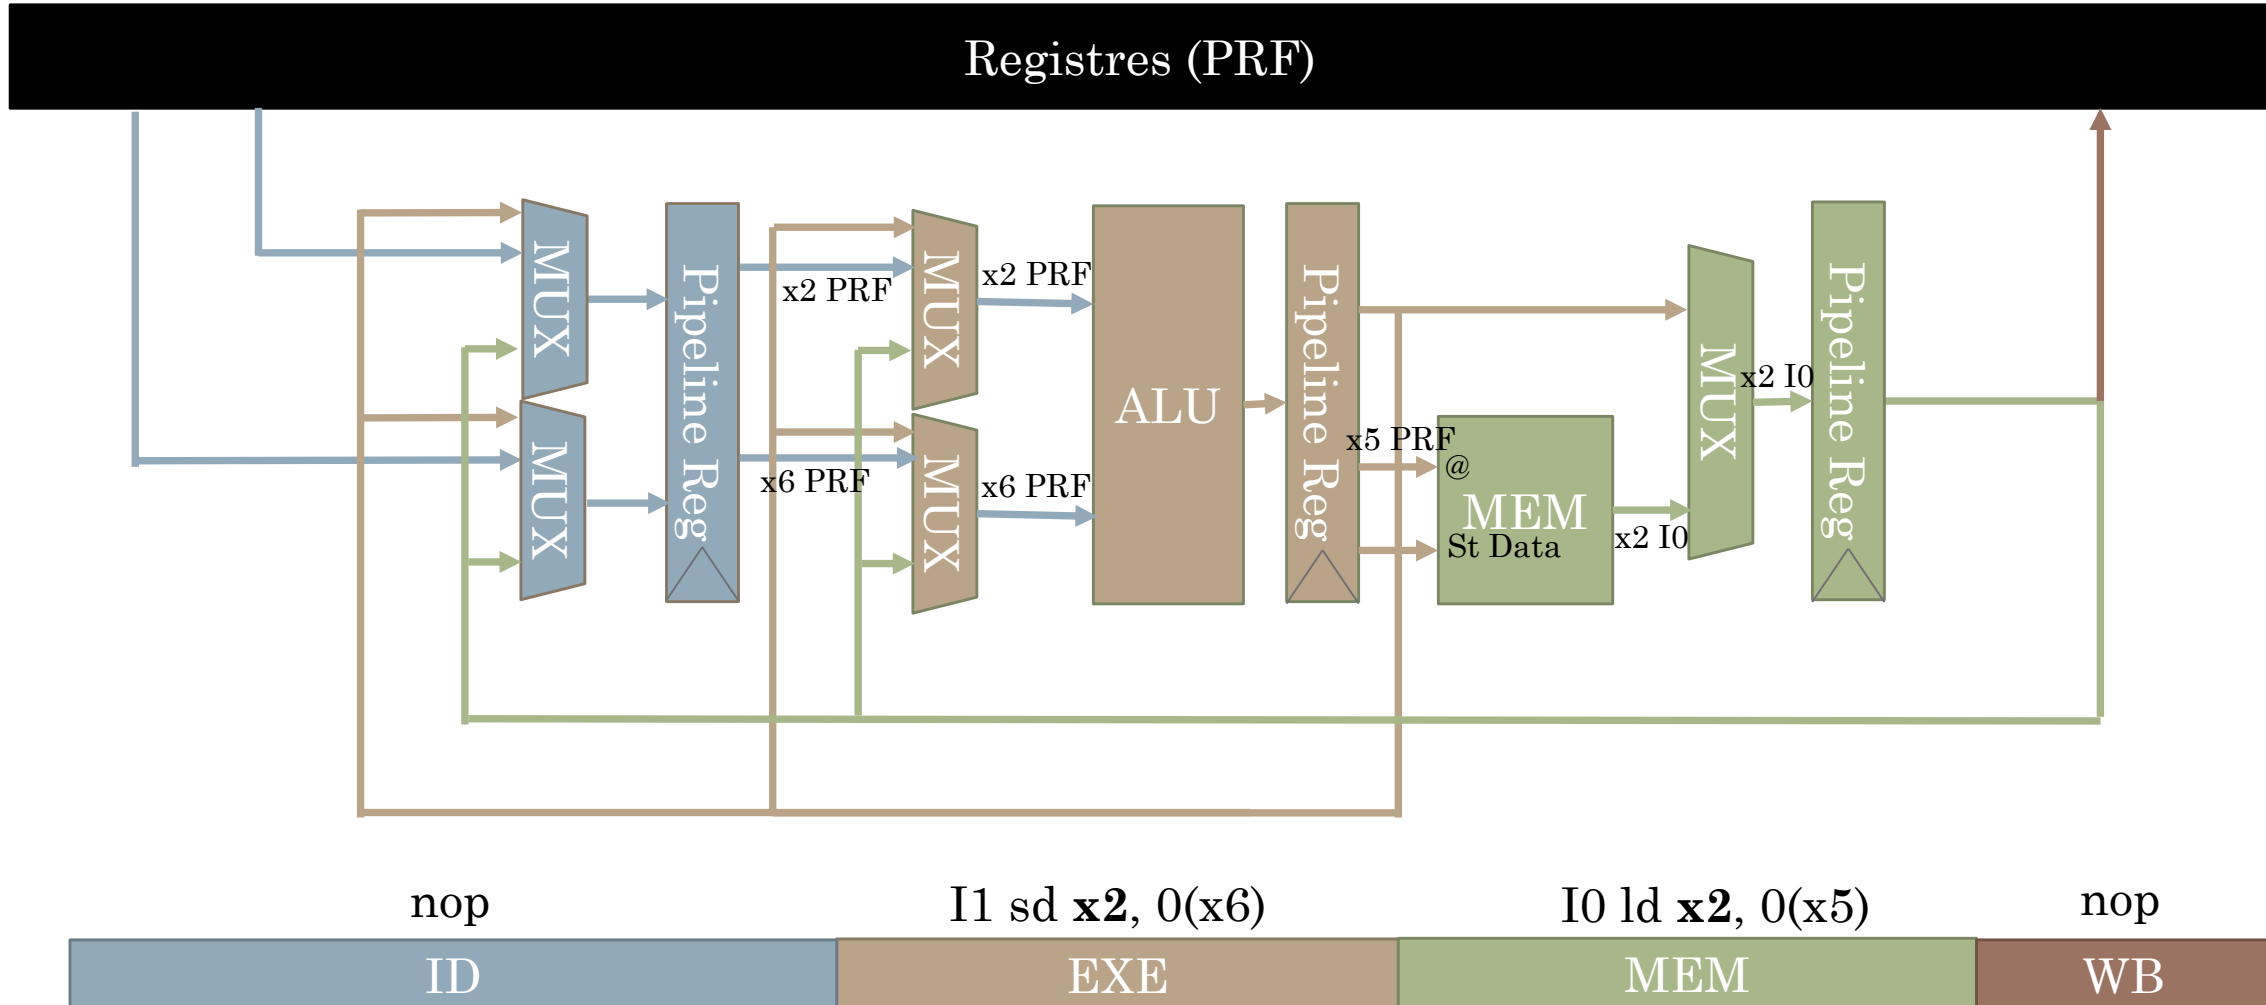 Registres (PRF)
MUX
MUX
Pipeline Reg
x2 PRF
x6 PRF
MUX
MUX
x2 PRF
x6 PRF
ALU
Pipeline Reg
x5 PRF
@
MEM
St Data
x2 I0
MUX
x2 I0
Pipeline Reg
nop
I1 sd x2, 0(x6)
I0 ld x2, 0(x5)
nop
ID
EXE
MEM
WB